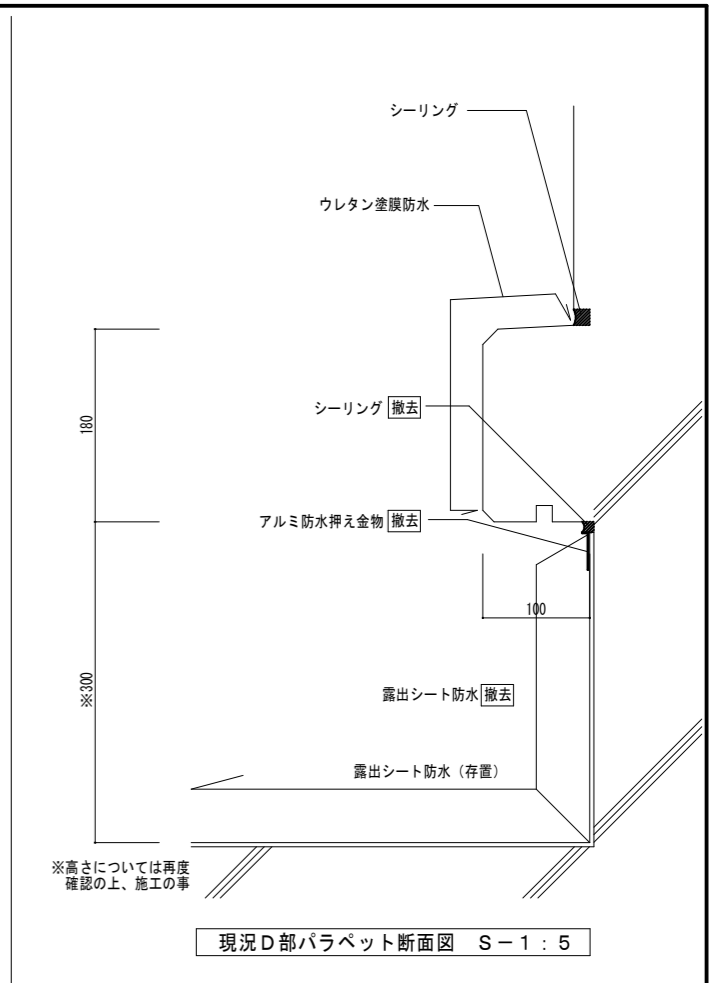 シーリング
ウレタン塗膜防水
180
シーリング 撤去
アルミ防水押え金物 撤去
100
※300
露出シート防水 撤去
露出シート防水（存置）
※高さについては再度
確認の上、施工の事
現況Ｄ部パラペット断面図　Ｓ－１：５